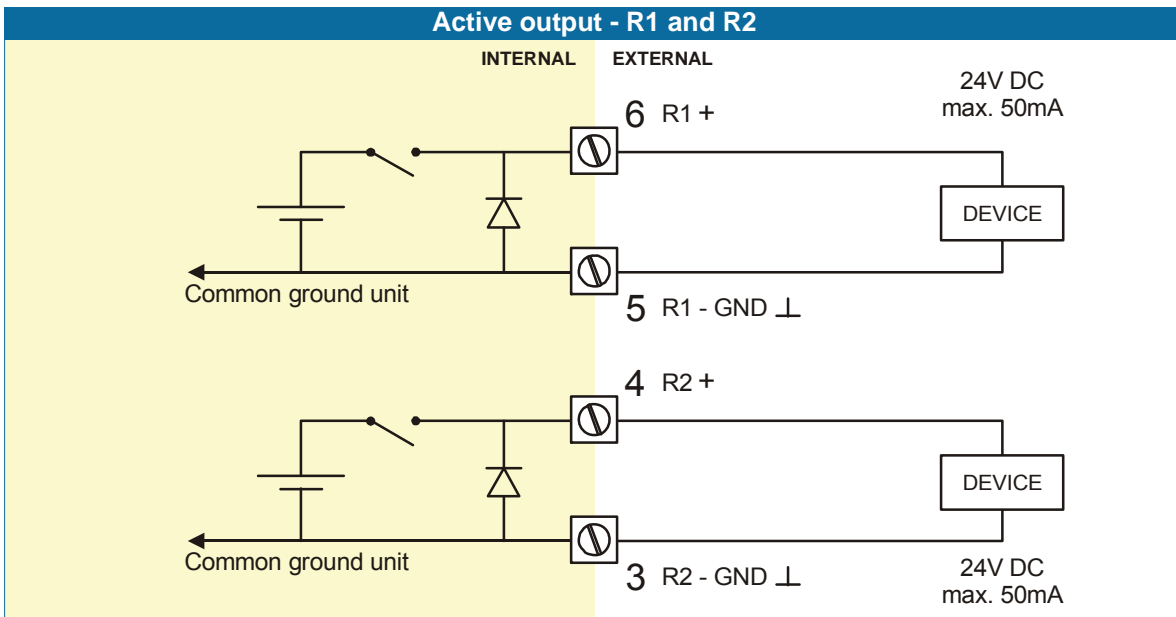 Active output - R1 and R2
INTERNAL EXTERNAL
24V DC
max. 50mA
6 R1 +
DEVICE
Common ground unit
5 R1 - GND ⊥
4 R2 +
DEVICE
Common ground unit
3 R2 - GND ⊥
24V DC
max. 50mA